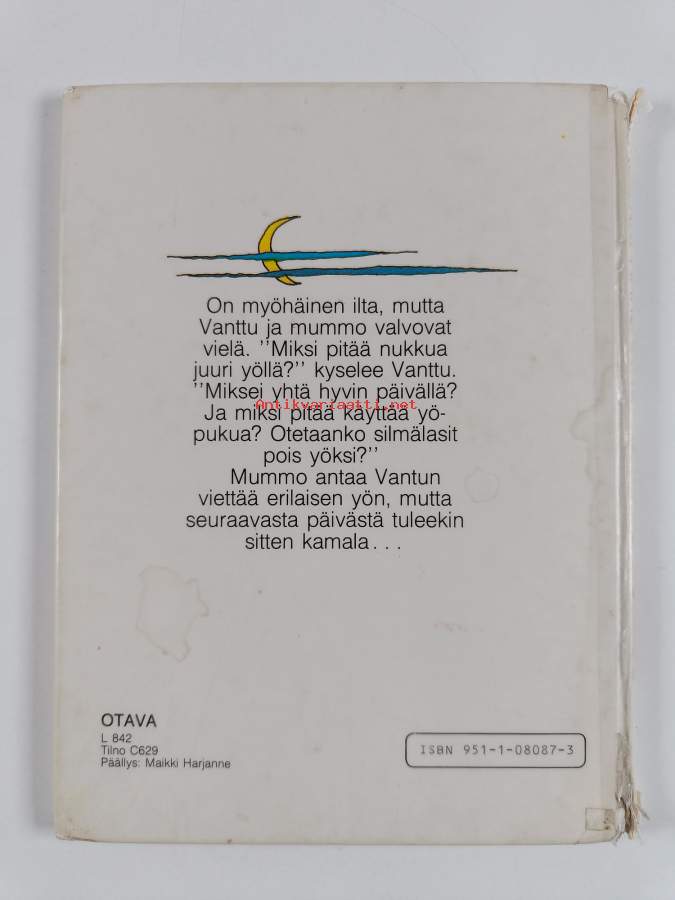 On myöhäinen ilta, mutta
Vanttu ja mummo valvovat
vielä. ''Miksi pitää nukkua
juuri yöllä?'' kyselee Vanttu.
''Miksei yhtä hyvin päivällä?
Antikvariaatti.net
Ja miksi pitää käyttää yö-
pukua? Otetaanko silmälasit
pois yöksi?''
Mummo antaa Vantun
viettää erilaisen yön, mutta
seuraavasta päivästä tuleekin
sitten kamala . . .
OTAVA
L 842
Tilno C629
Päällys: Maikki Harjanne
ISBN 951-1-08087-3